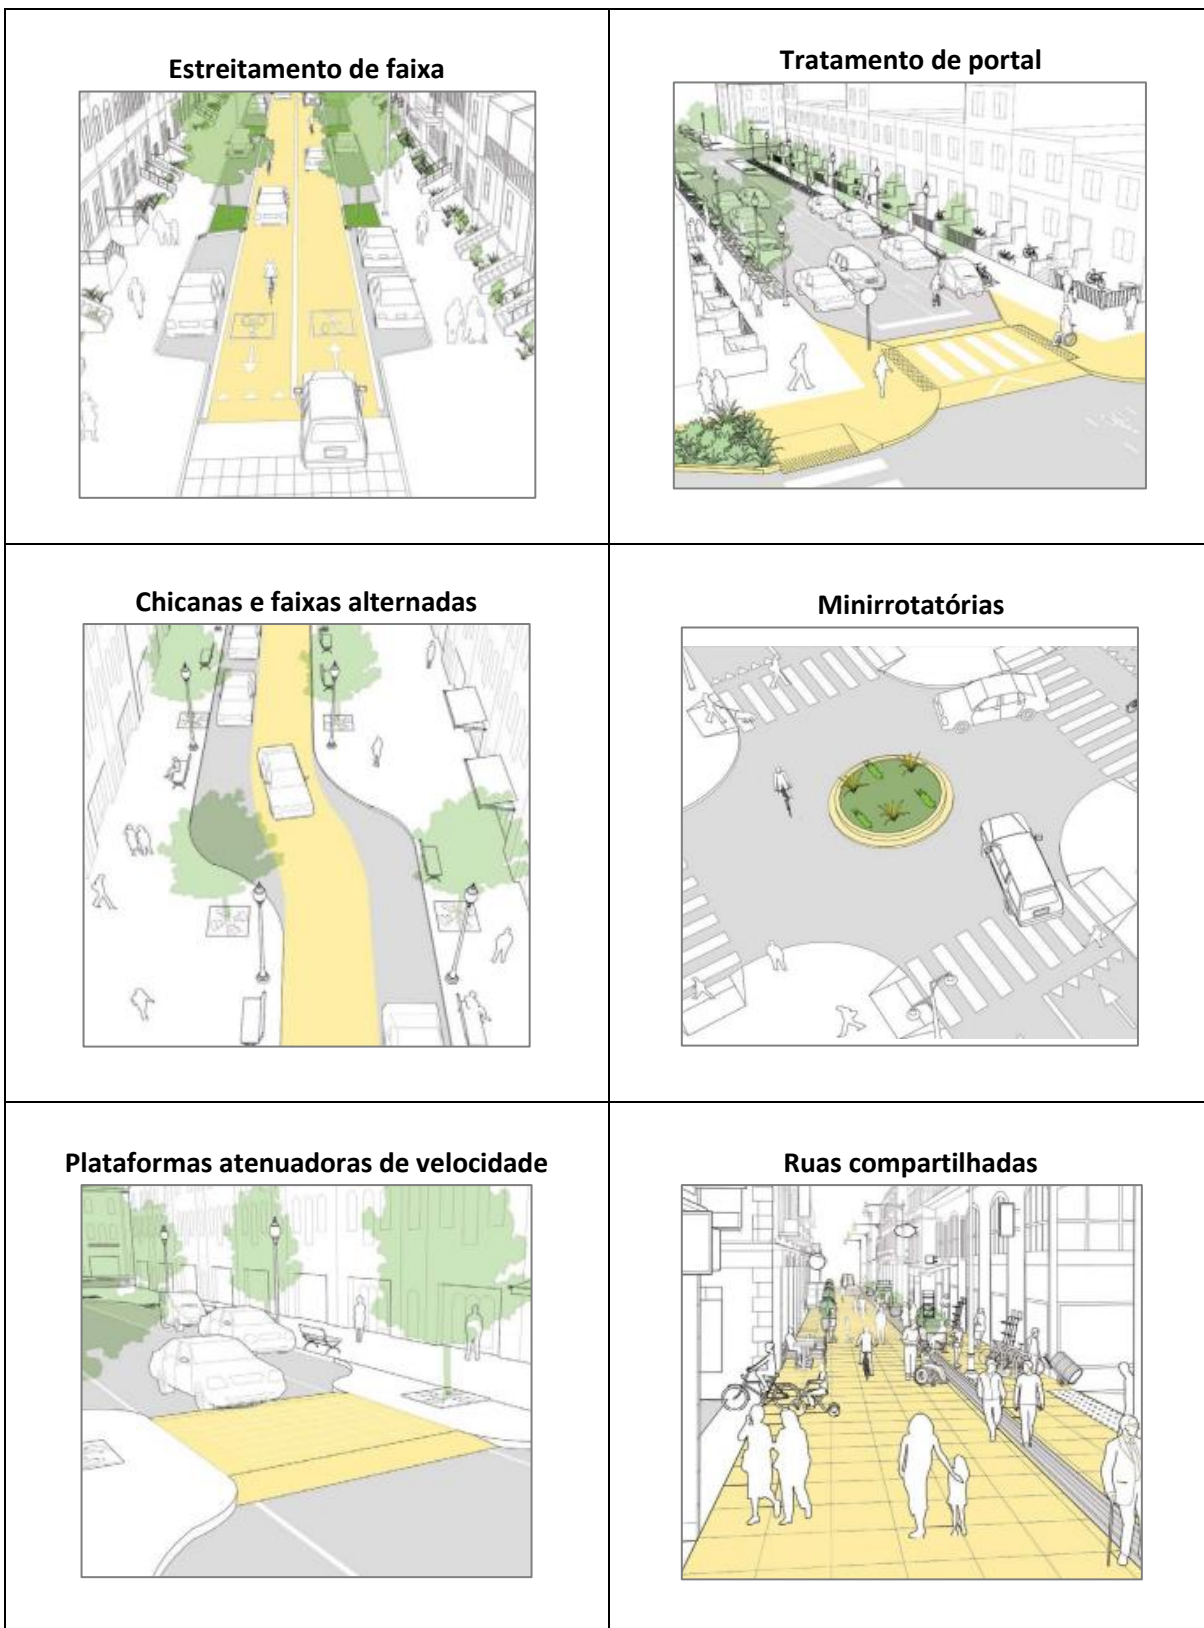 Estreitamento de faixa
Tratamento de portal
Chicanas e faixas alternadas
Minirrotatórias
Plataformas atenuadoras de velocidade
Ruas compartilhadas